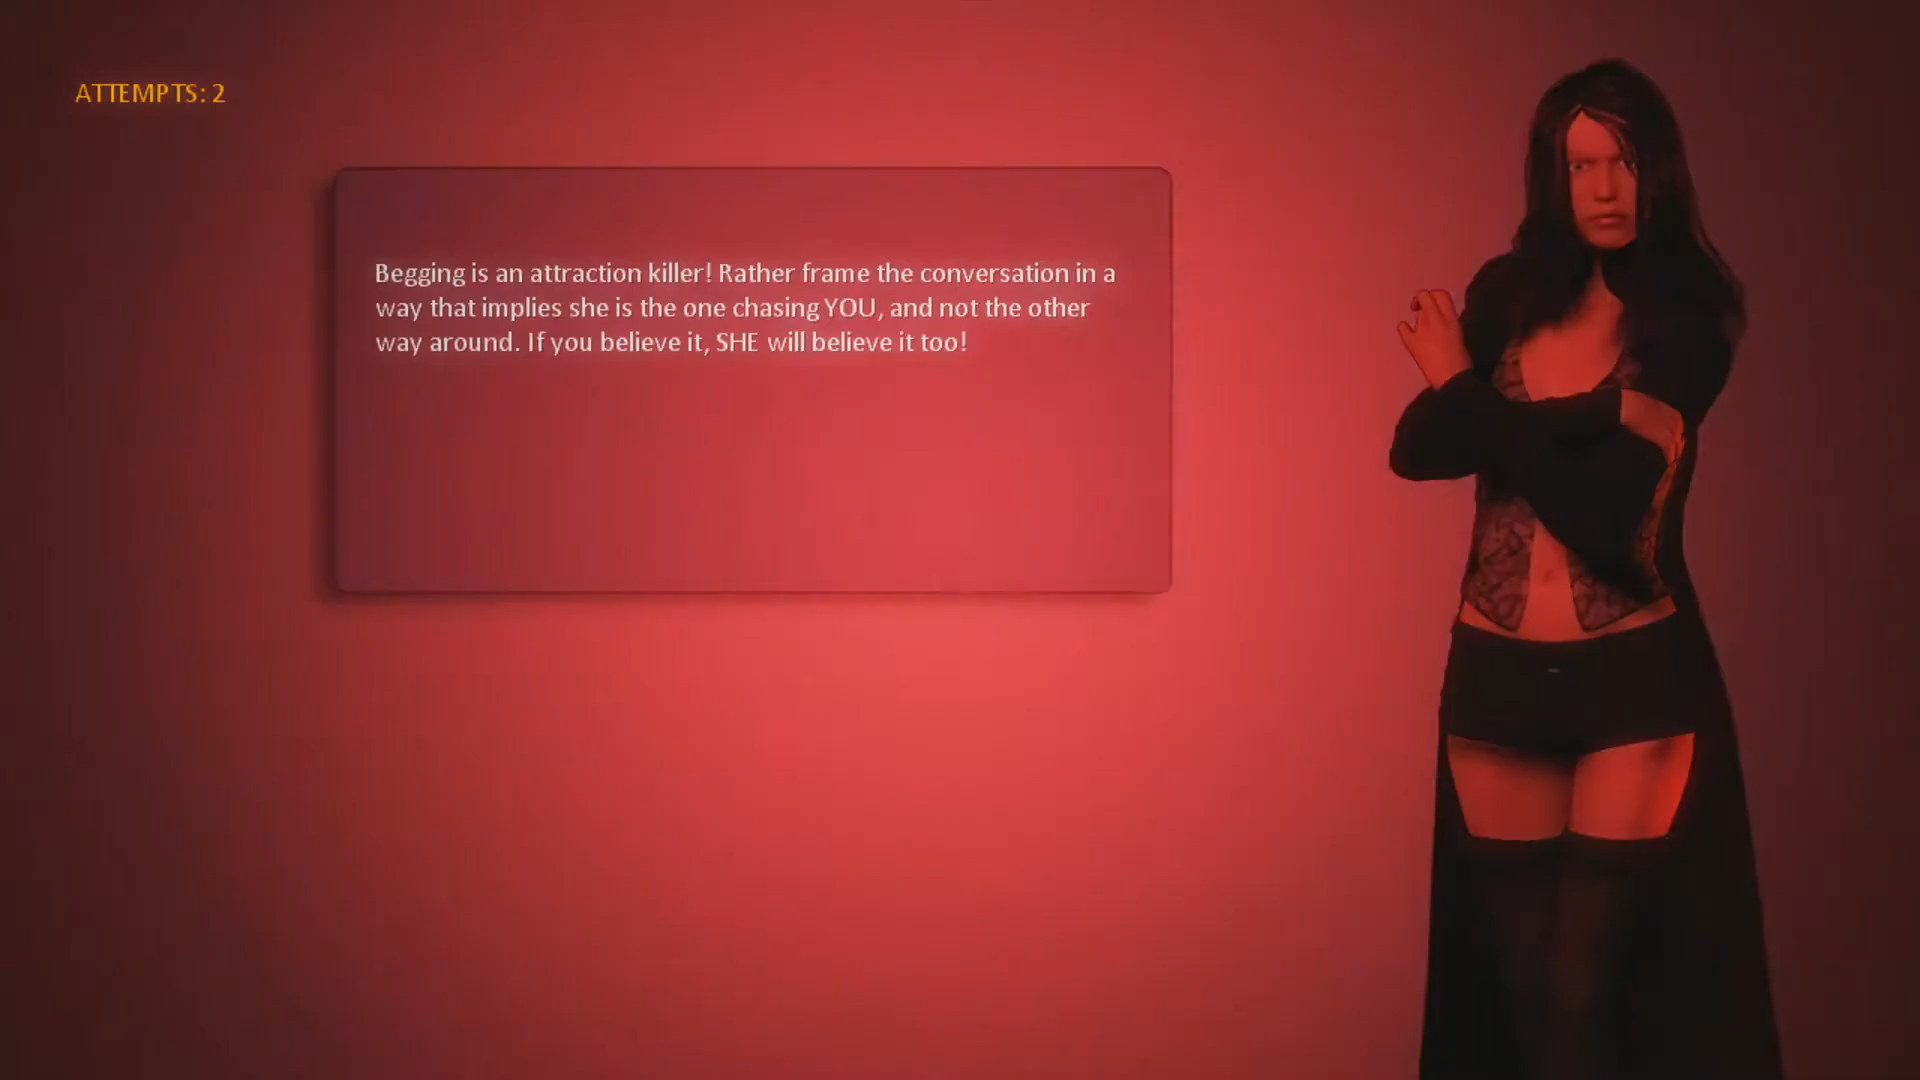 ATTEMPTS: 2
Begging is an attraction killer! Rather frame the conversation in a
way that implies she is the one chasing YOU, and not the other
way around. If you believe it, SHE will believe it too!